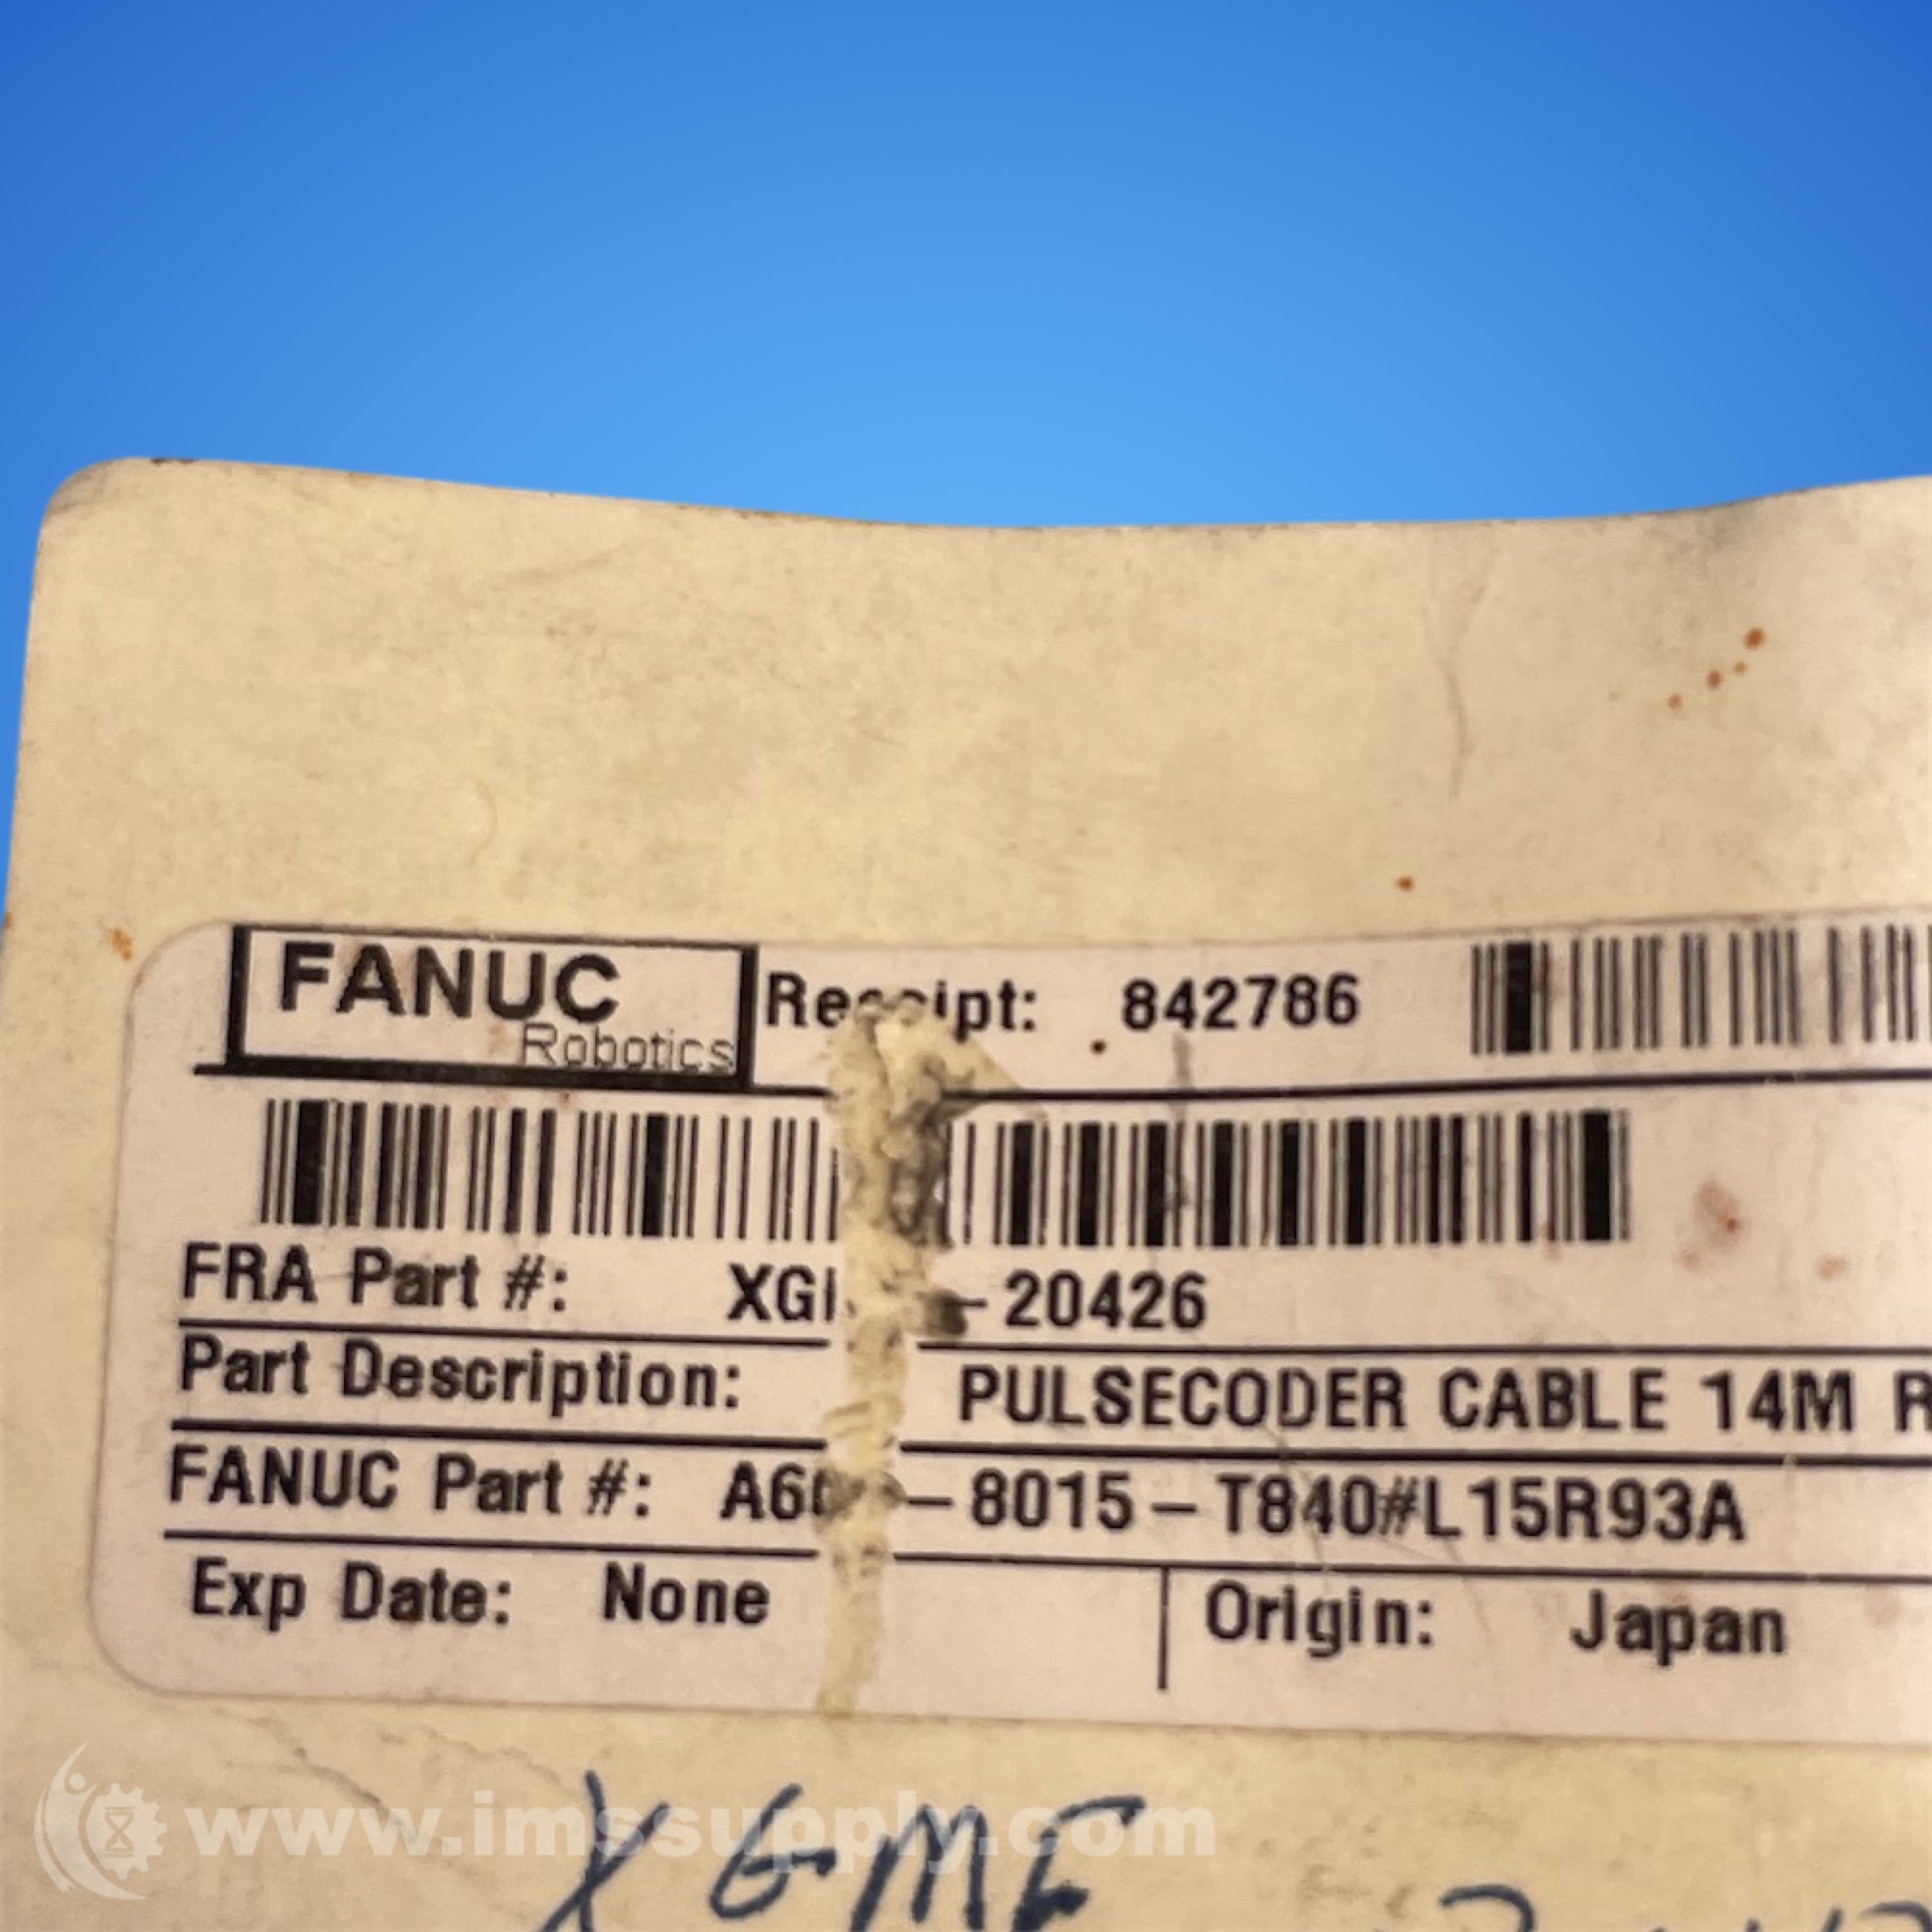 FANUC
Robotics
Receipt: 842786
FRA Part #: -20426
Part Description: PULSECODER CABLE 14M
FANUC Part #: -8015-T840#L15R93A
Exp Date: None Origin: Japan
XGMF
www.imssupply.com